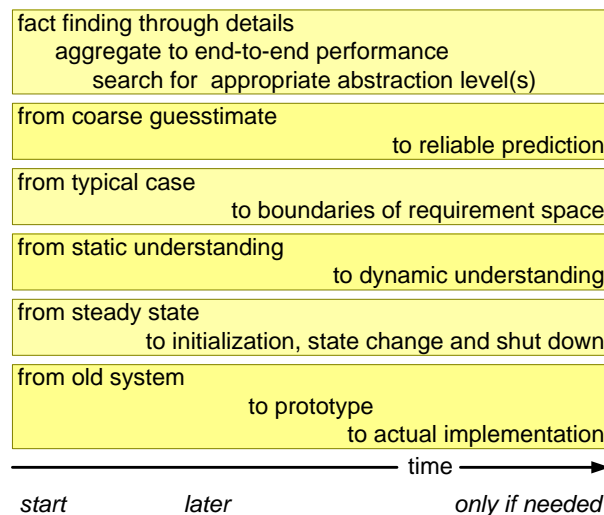 fact finding through details
aggregate to end-to-end performance
search for appropriate abstraction level(s)
from coarse guesstimate
to reliable prediction
from typical case
to boundaries of requirement space
from static understanding
to dynamic understanding
from steady state
to initialization, state change and shut down
from old system
to prototype
to actual implementation
time
start later only if needed